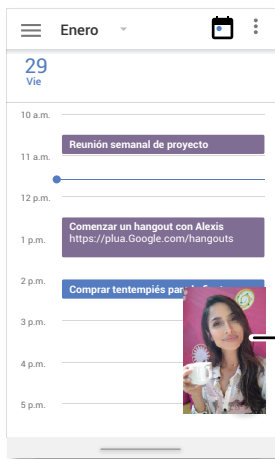 Enero
29
Vie
10 a.m.
Reunión semanal de proyecto
11 a.m.
12 p.m.
Comenzar un hangout con Alexis
https://plua.Google.com/hangouts
1 p.m.
2 p.m.
Comprar tentempiés para
3 p.m.
4 p.m.
5 p.m.